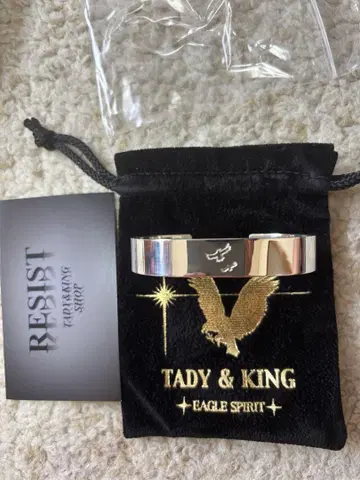 RESIST
TADY&KING
SHOP
TADY & KING
EAGLE SPIRIT